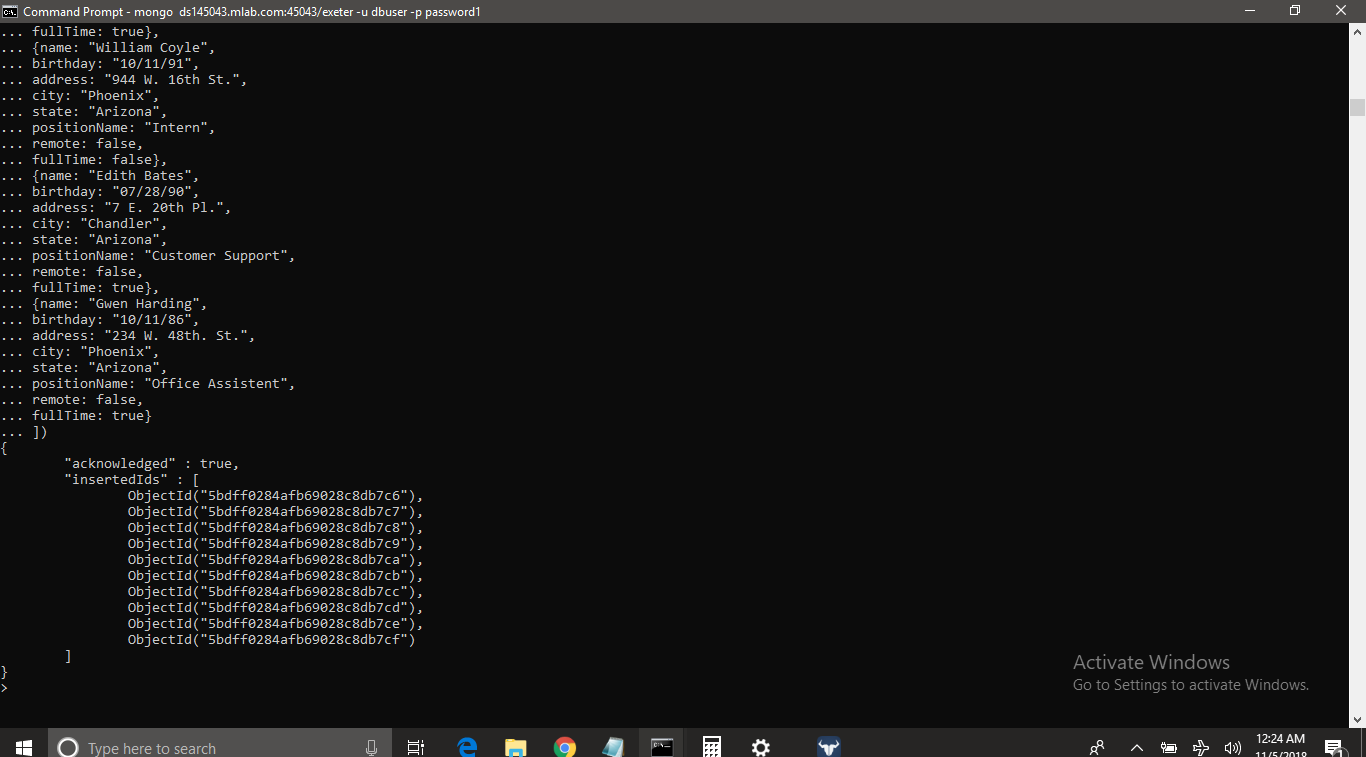 Command Prompt - mongo ds145043.mlab.com:45043/exeter -u dbuser -p password1
... fullTime: true},
... {name: "William Coyle",
... birthday: "10/11/91",
... address: "944 W. 16th St.",
... city: "Phoenix",
... state: "Arizona",
... positionName: "Intern",
... remote: false,
... fullTime: false},
... {name: "Edith Bates",
... birthday: "07/28/90",
... address: "7 E. 20th Pl.",
... city: "Chandler",
... state: "Arizona",
... positionName: "Customer Support",
... remote: false,
... fullTime: true},
... {name: "Gwen Harding",
... birthday: "10/11/86",
... address: "234 W. 48th. St.",
... city: "Phoenix",
... state: "Arizona",
... positionName: "Office Assistent",
... remote: false,
... fullTime: true}
... ])
{
"acknowledged" : true,
"insertedIds" : [
ObjectId("5bdff0284afb69028c8db7c6"),
ObjectId("5bdff0284afb69028c8db7c7"),
ObjectId("5bdff0284afb69028c8db7c8"),
ObjectId("5bdff0284afb69028c8db7c9"),
ObjectId("5bdff0284afb69028c8db7ca"),
ObjectId("5bdff0284afb69028c8db7cb"),
ObjectId("5bdff0284afb69028c8db7cc"),
ObjectId("5bdff0284afb69028c8db7cd"),
ObjectId("5bdff0284afb69028c8db7ce"),
ObjectId("5bdff0284afb69028c8db7cf")
]
}
>
Activate Windows
Go to Settings to activate Windows.
Type here to search
12:24 AM
11/5/2018
1